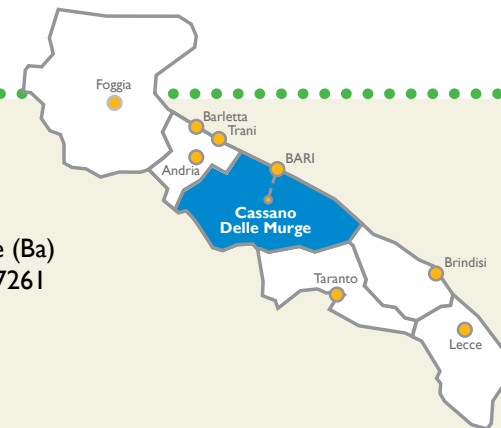 Foggia
Barletta
Trani
BARI
Andria
Cassano
Delle Murge
e (Ba)
7261
Brindisi
Taranto
Lecce